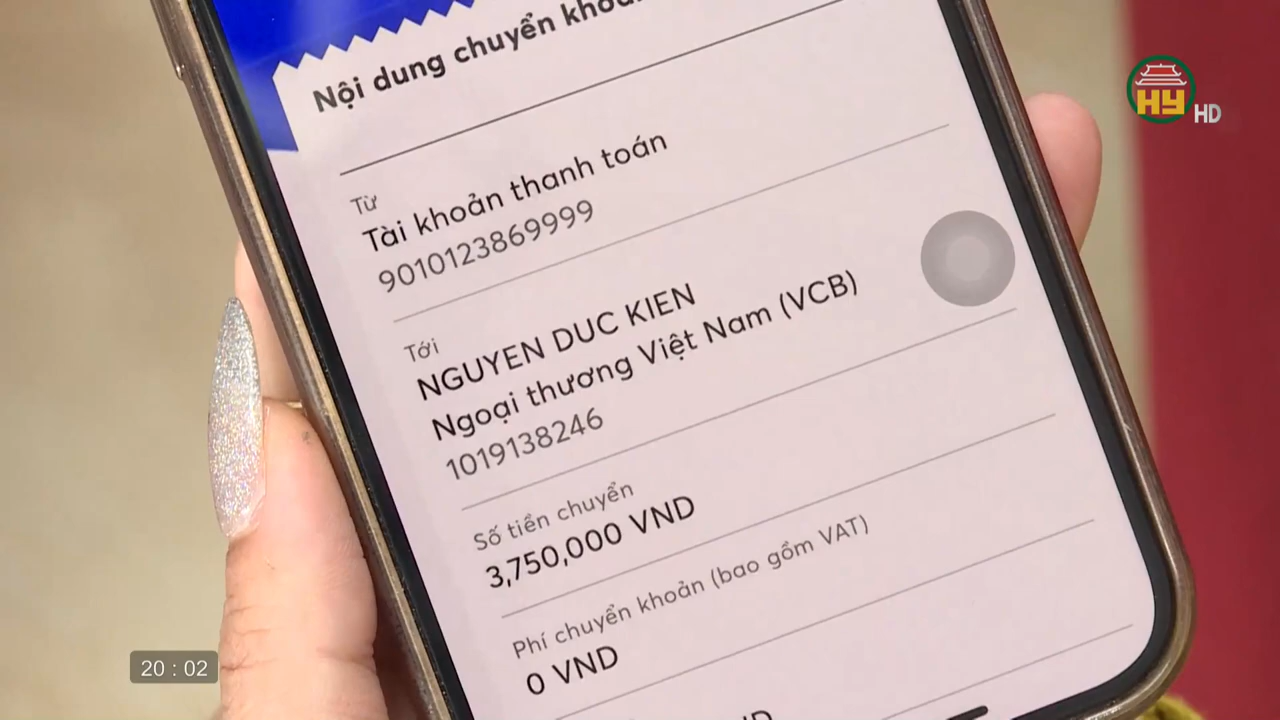 Nội dung chuyển khoản
Từ
Tài khoản thanh toán
9010123869999
Tới
NGUYEN DUC KIEN
Ngoại thương Việt Nam (VCB)
1019138246
Số tiền chuyển
3,750,000 VND
Phí chuyển khoản (bao gồm VAT)
0 VND
HY
HD
20 : 02